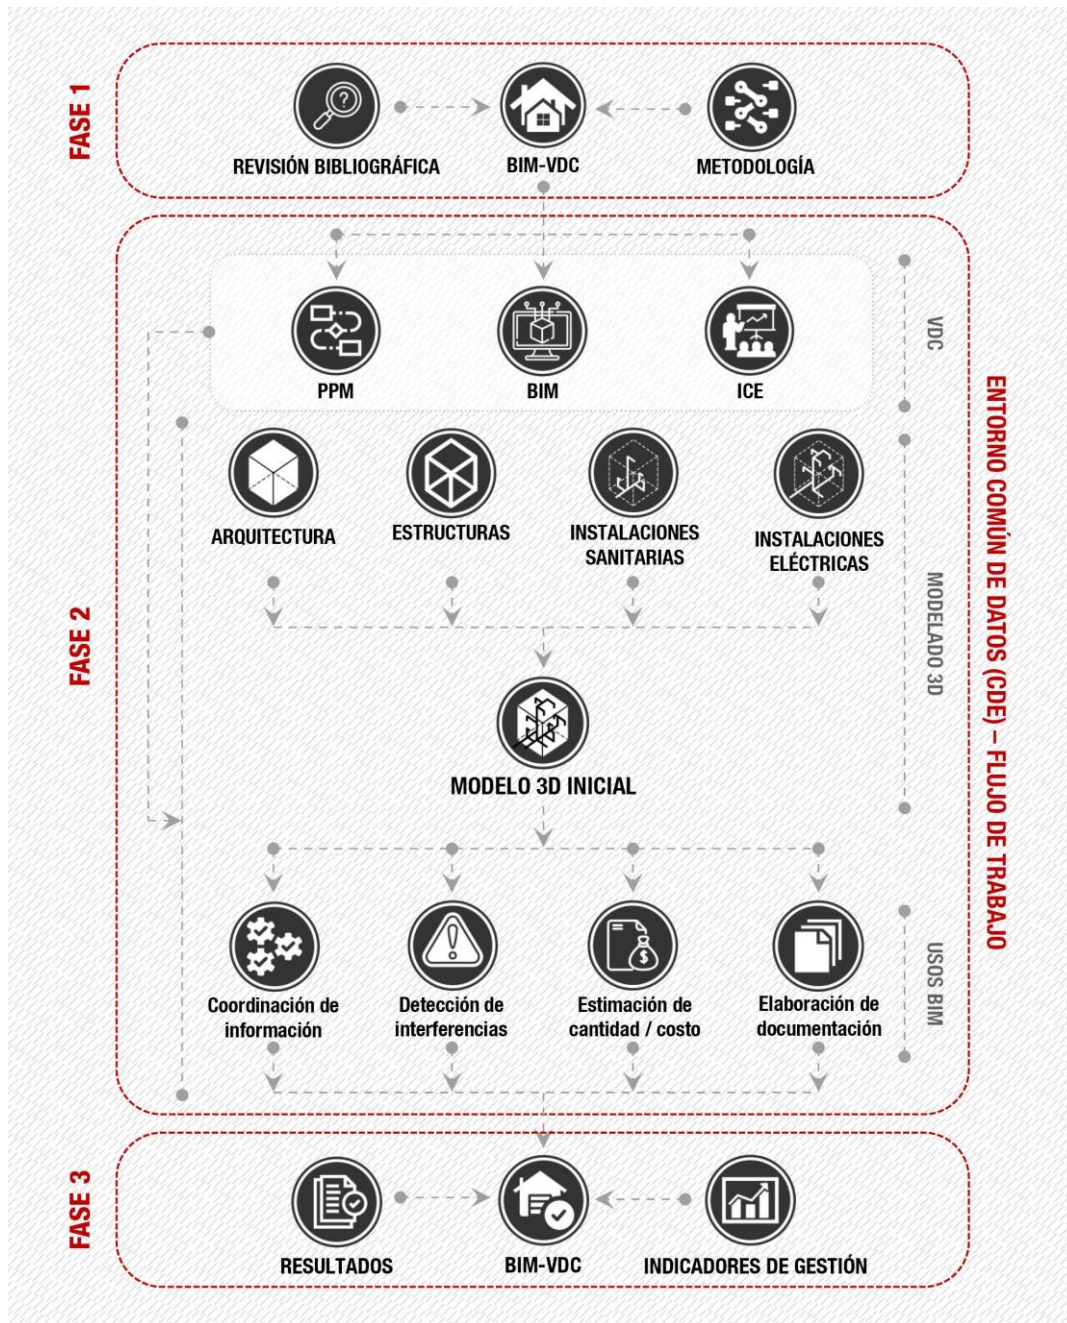 FASE 1
REVISIÓN BIBLIOGRÁFICA
BIM-VDC
METODOLOGÍA
FASE 2
PPM
BIM
ICE
VDC
ARQUITECTURA
ESTRUCTURAS
INSTALACIONES
SANITARIAS
INSTALACIONES
ELÉCTRICAS
MODELADO 3D
MODELO 3D INICIAL
ENTORNO COMÚN DE DATOS (CDE) – FLUJO DE TRABAJO
Coordinación de
información
Detección de
interferencias
Estimación de
cantidad / costo
Elaboración de
documentación
USOS BIM
FASE 3
RESULTADOS
BIM-VDC
INDICADORES DE GESTIÓN